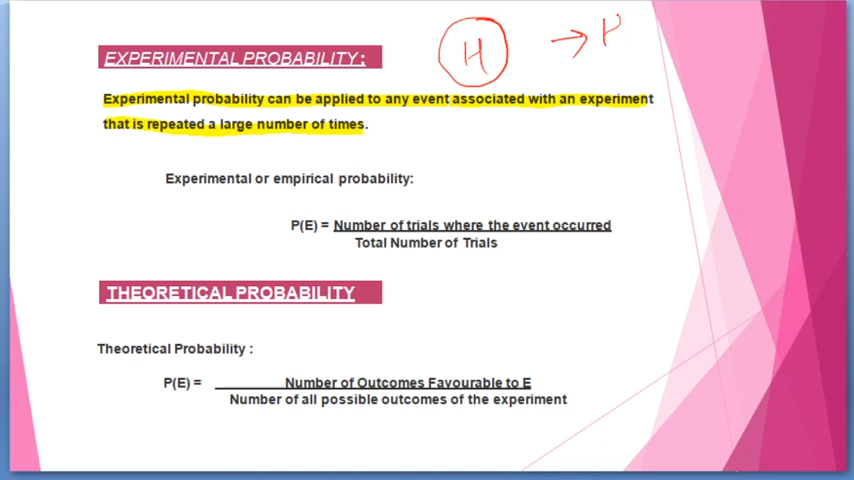 EXPERIMENTAL PROBABILITY:
H
Experimental probability can be applied to any event associated with an experiment
that is repeated a large number of times.
Experimental or empirical probability:
P(E) = Number of trials where the event occurred
Total Number of Trials
THEORETICAL PROBABILITY
Theoretical Probability :
P(E) = Number of Outcomes Favourable to E
Number of all possible outcomes of the experiment